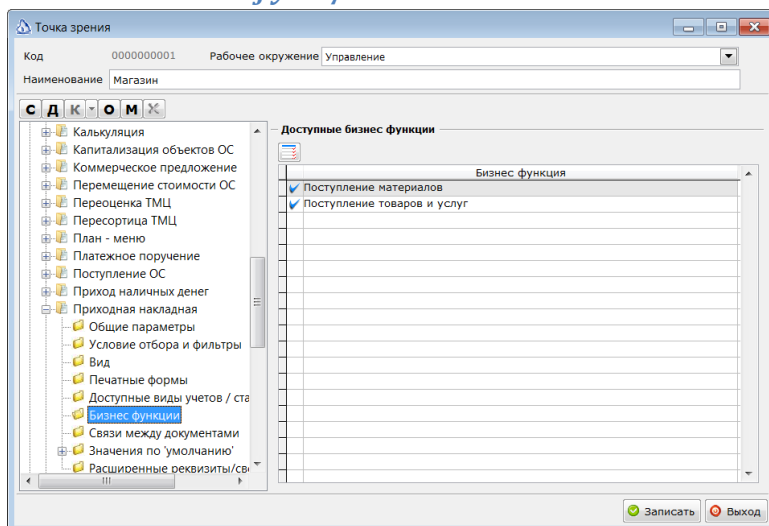 Точка зрения
Код 0000000001 Рабочее окружение Управление
Наименование Магазин
С Д К О М
Калькуляция
Капитализация объектов ОС
Коммерческое предложение
Перемещение стоимости ОС
Переоценка ТМЦ
Пересортица ТМЦ
План - меню
Платежное поручение
Поступление ОС
Приход наличных денег
Приходная накладная
Общие параметры
Условие отбора и фильтры
Вид
Печатные формы
Доступные виды учетов / ста
Бизнес функции
Связи между документами
Значения по 'умолчанию'
Расширенные реквизиты/св
Доступные бизнес функции
Бизнес функция
Поступление материалов
Поступление товаров и услуг
Записать Выход